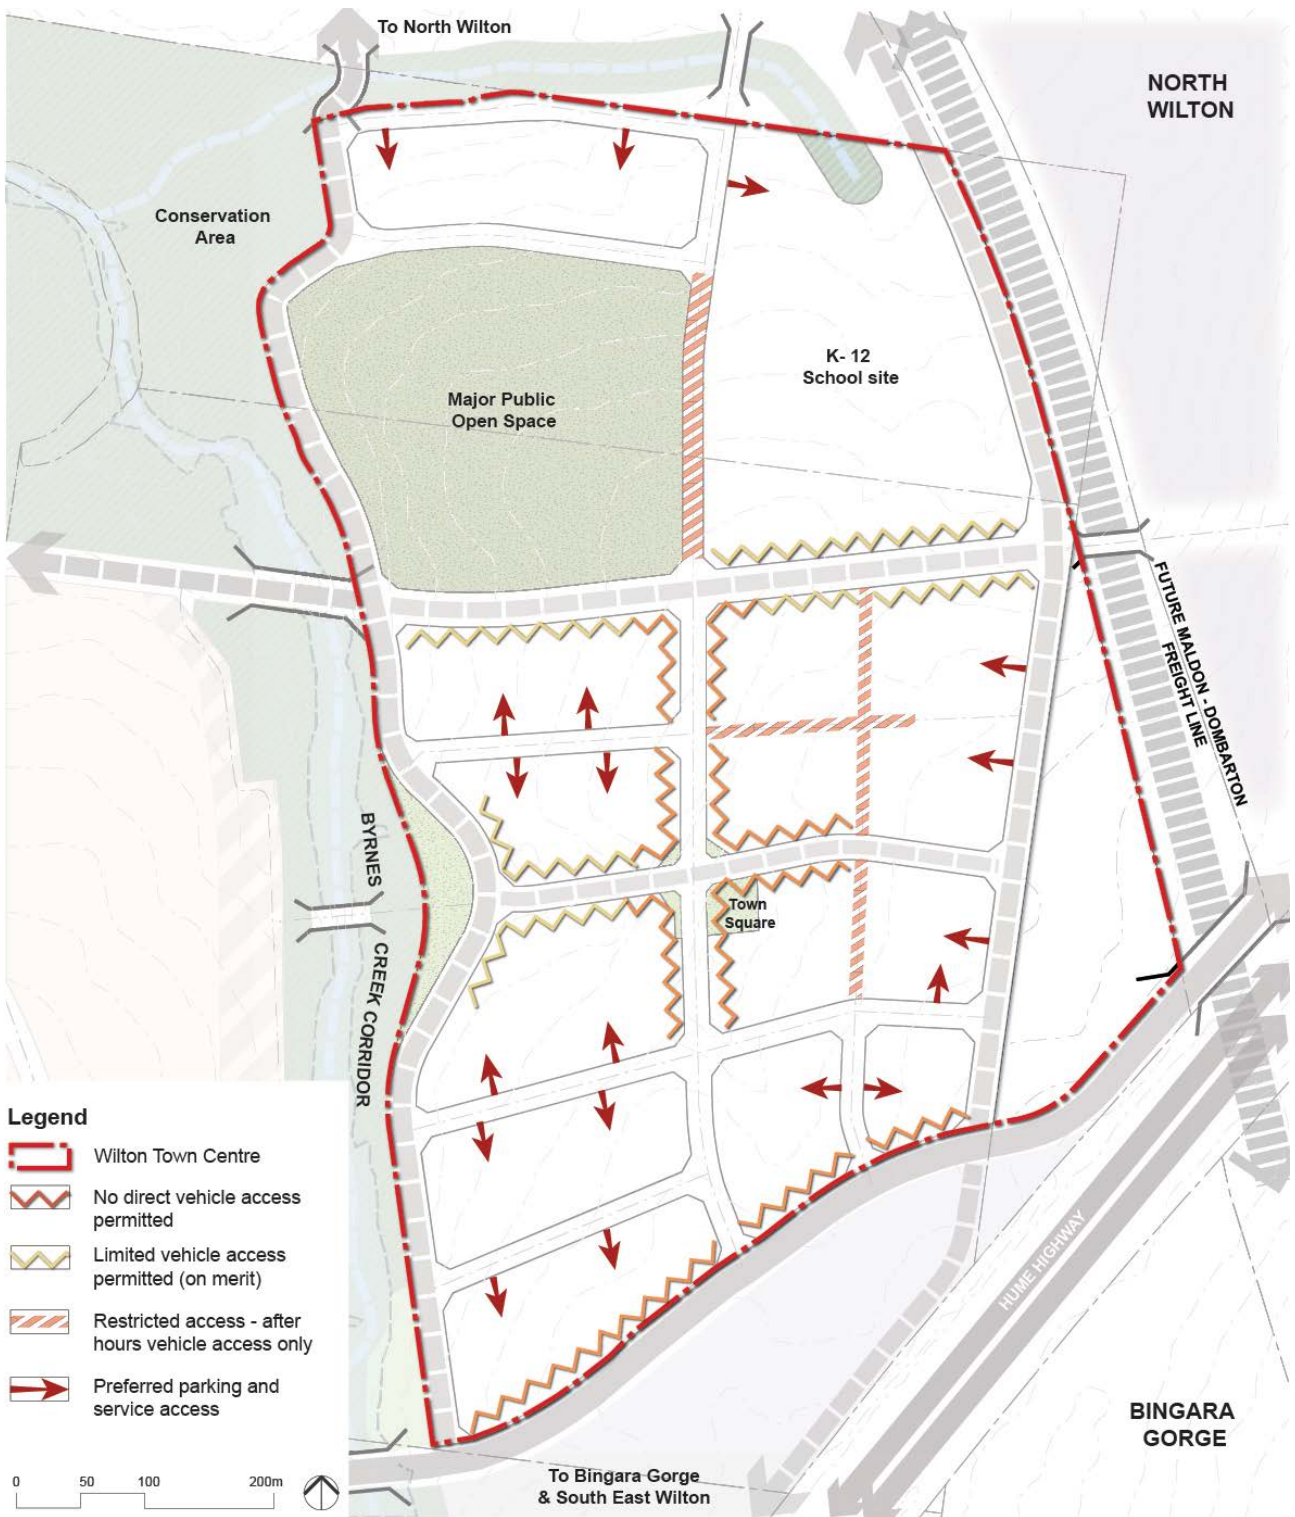 To North Wilton
NORTH
WILTON
Conservation
Area
K- 12
School site
Major Public
Open Space
FUTURE MALDON - DOMBARTON
FREIGHT LINE
BYRNES
CREEK CORRIDOR
Town
Square
HUME HIGHWAY
BINGARA
GORGE
To Bingara Gorge
& South East Wilton
Legend
Wilton Town Centre
No direct vehicle access
permitted
Limited vehicle access
permitted (on merit)
Restricted access - after
hours vehicle access only
Preferred parking and
service access
0 50 100 200m